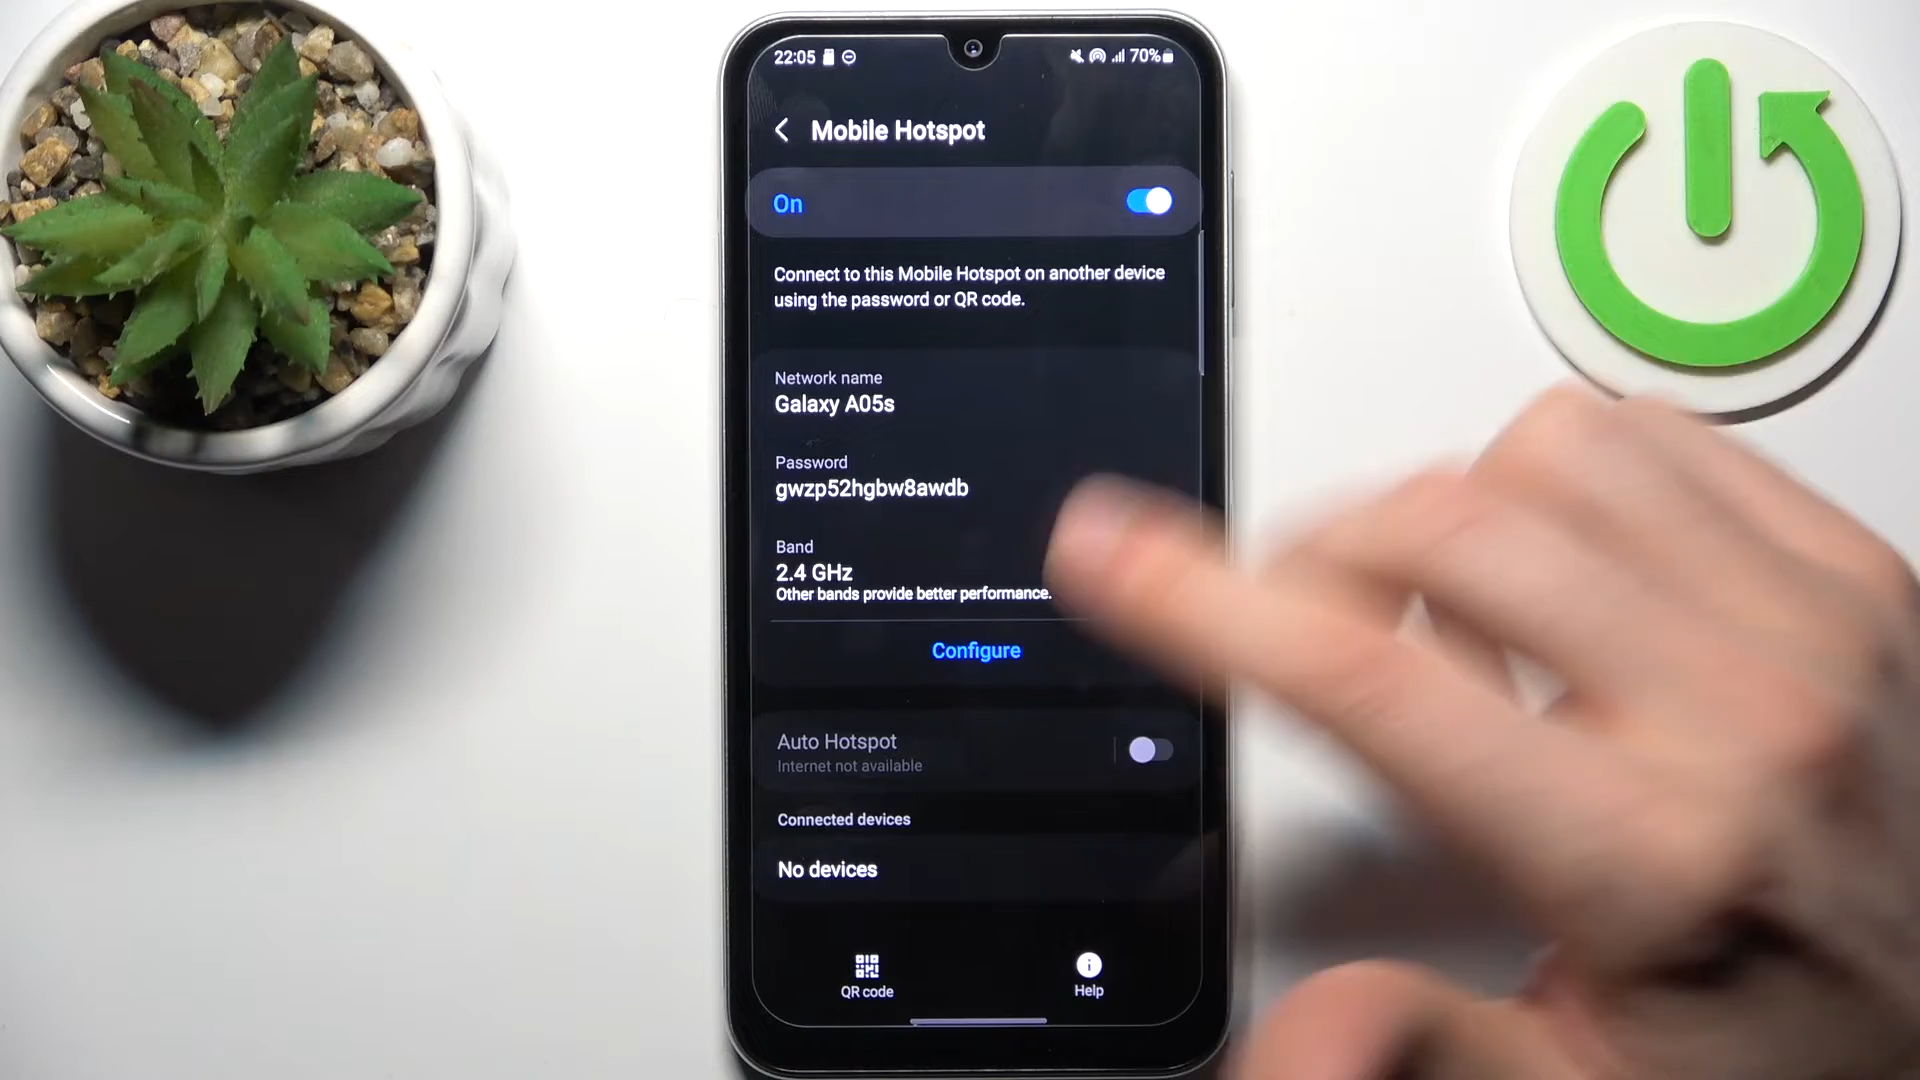 22:05
70%
Mobile Hotspot
On
Connect to this Mobile Hotspot on another device
using the password or QR code.
Network name
Galaxy A05s
Password
gwzp52hgbw8awdb
Band
2.4 GHz
Other bands provide better performance.
Configure
Auto Hotspot
Internet not available
Connected devices
No devices
QR code
Help